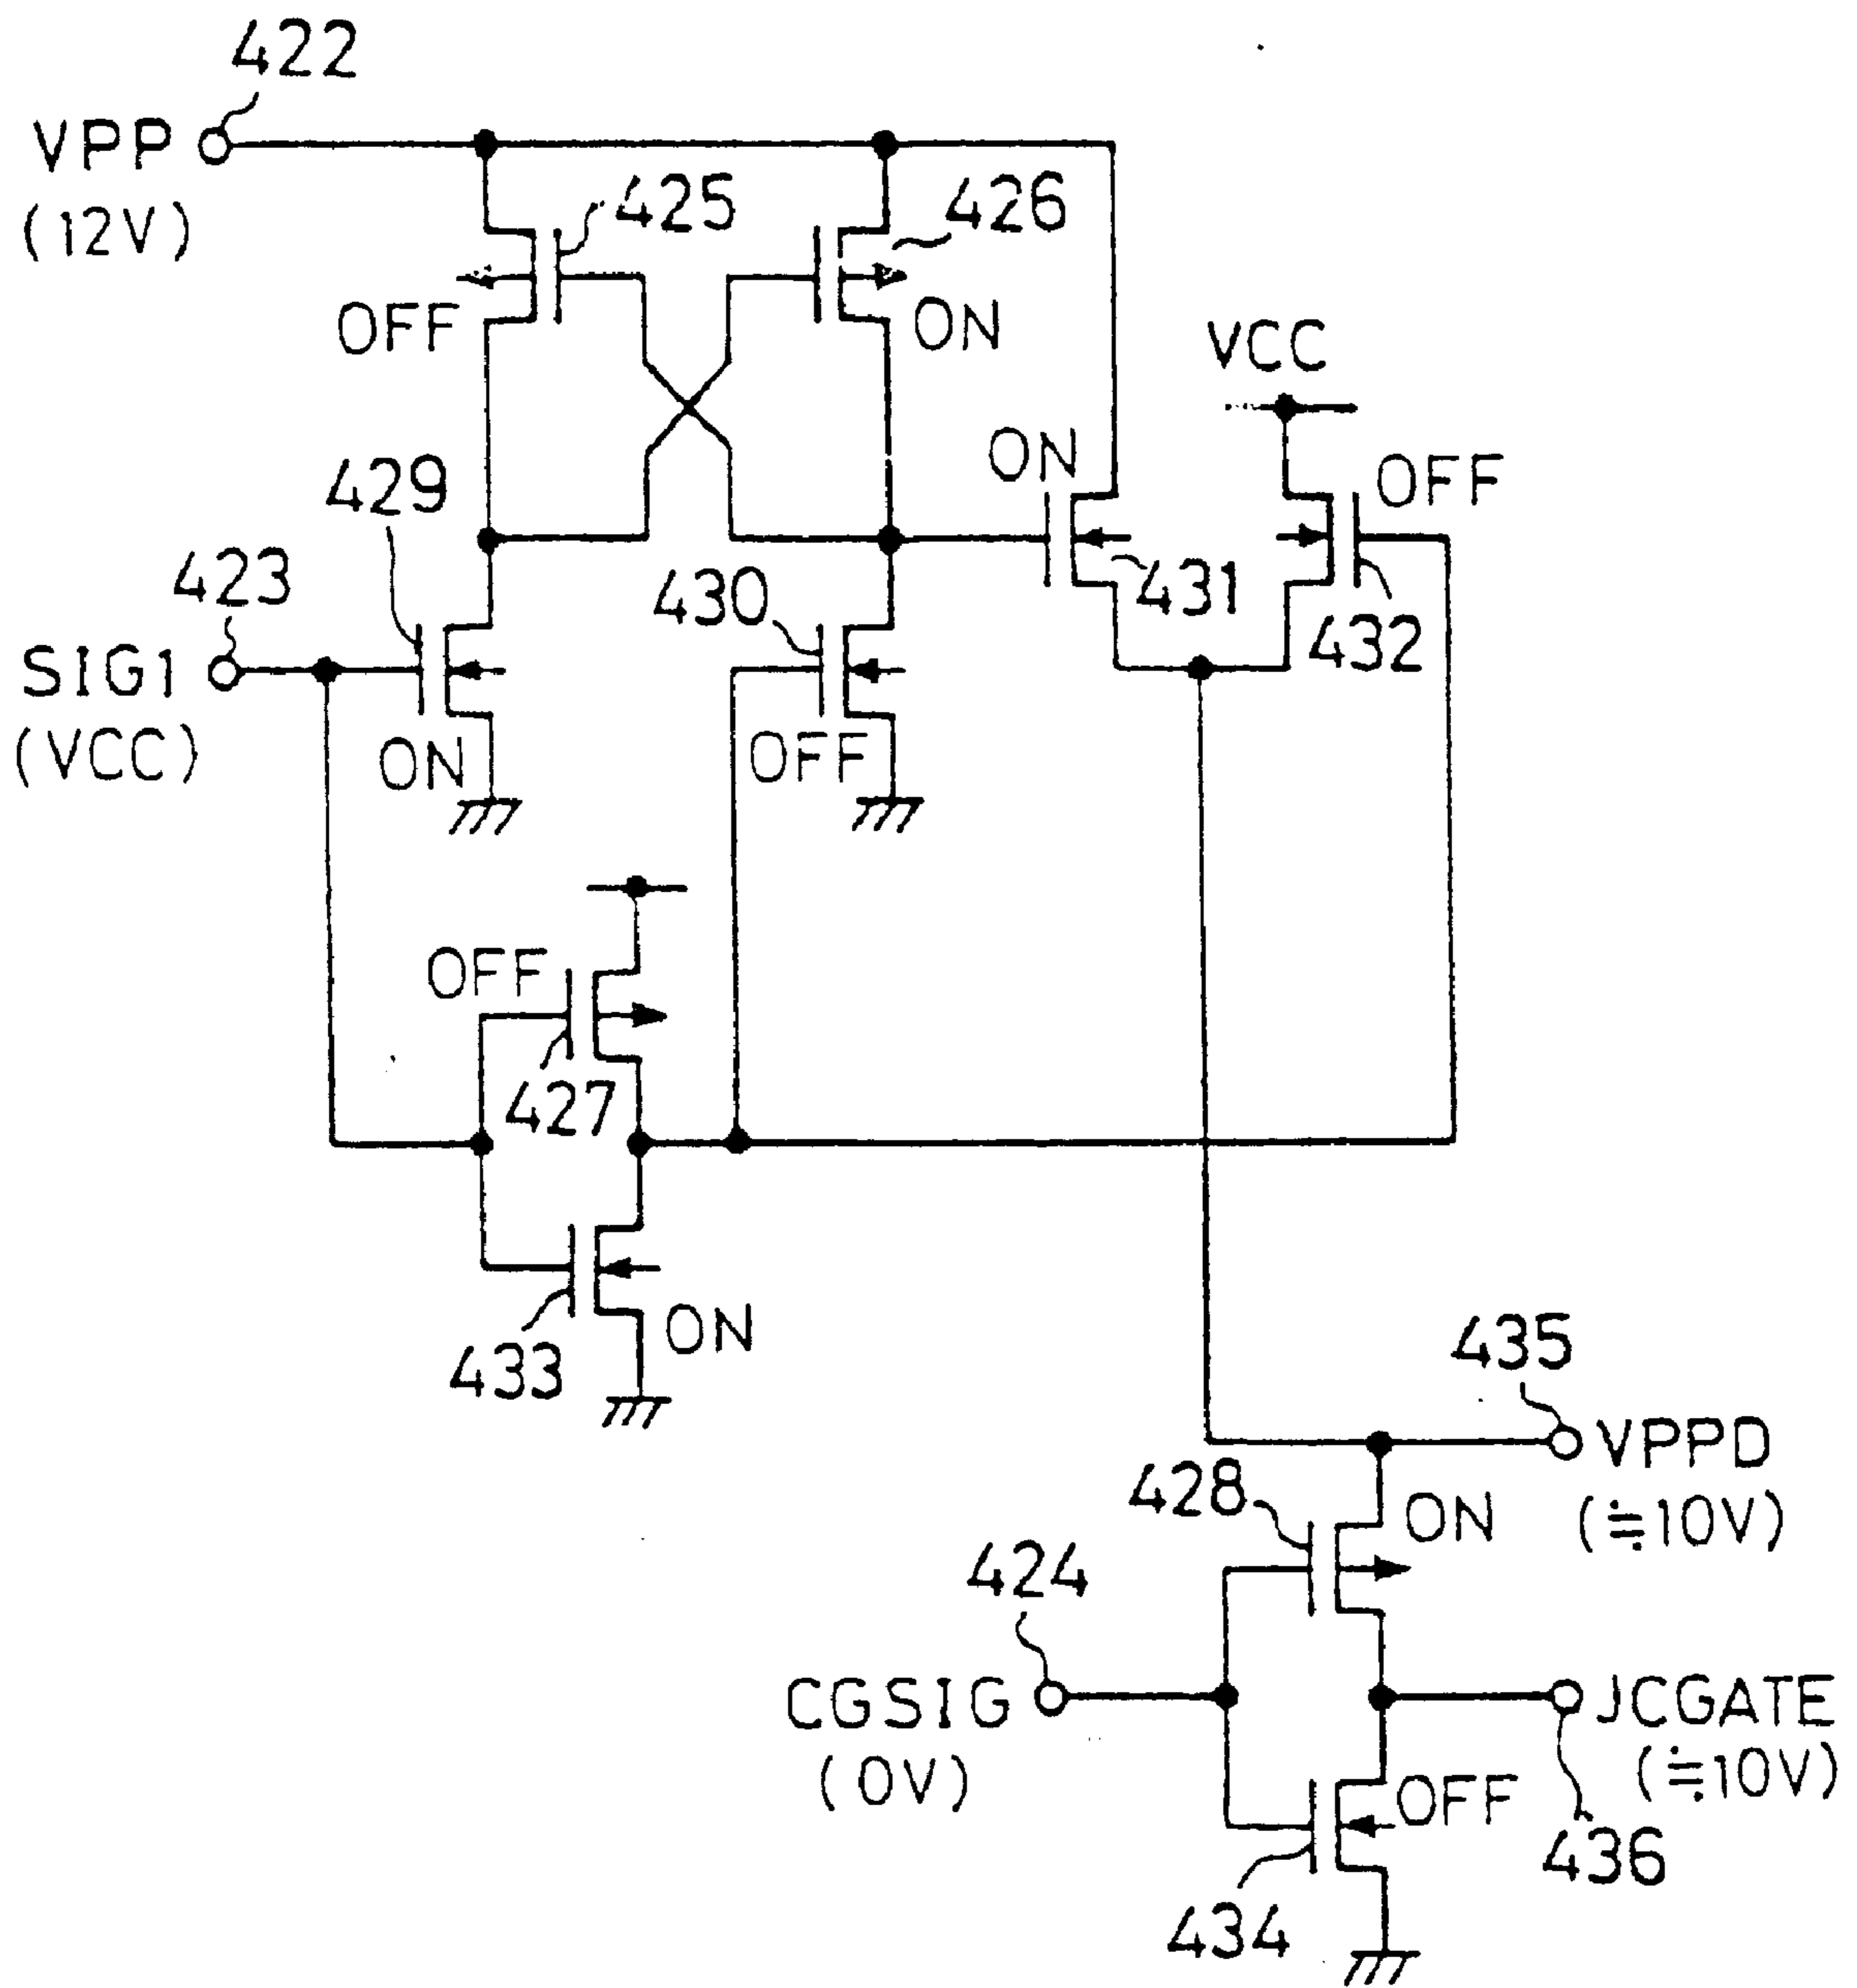 422
VPP
(12V)
425
426
OFF
ON
VCC
ON
OFF
429
423
430
431
432
SIG1
(VCC)
ON
OFF
OFF
427
433
ON
435
VPPD
(≒10V)
428
ON
424
CGSIG
(0V)
JCGATE
(≒10V)
OFF
436
434